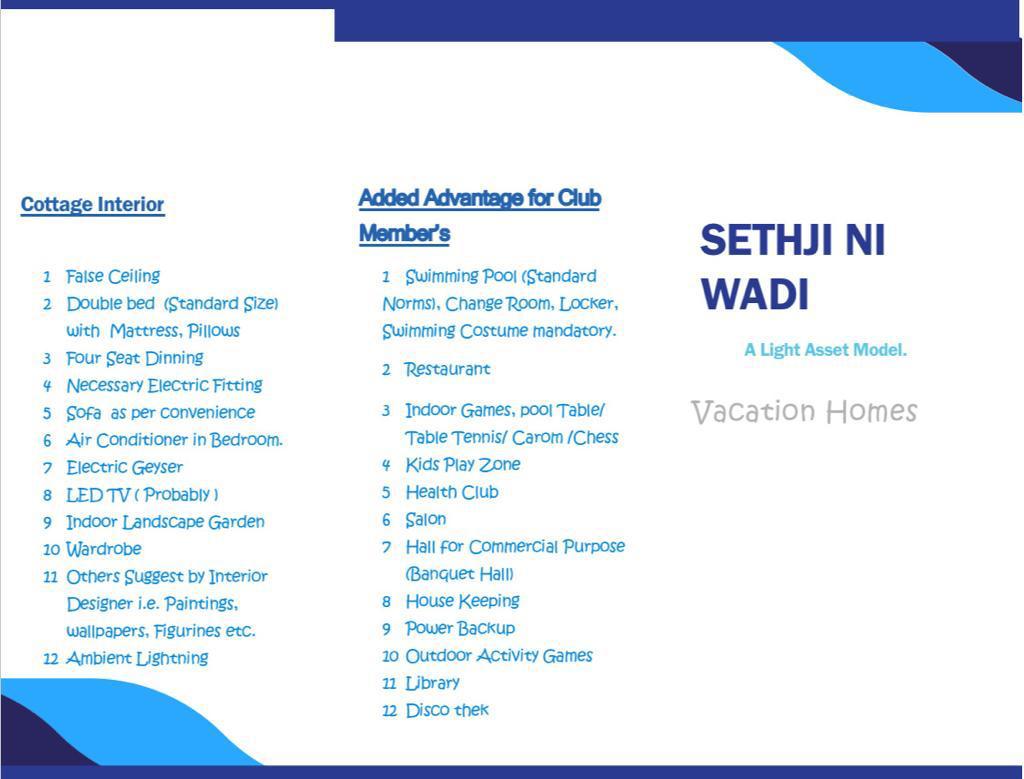 Cottage Interior
1 False Ceiling
2 Double bed (Standard Size)
with Mattress, Pillows
3 Four Seat Dinning
4 Necessary Electric Fitting
5 Sofa as per convenience
6 Air Conditioner in Bedroom.
7 Electric Geyser
8 LED TV ( Probably )
9 Indoor Landscape Garden
10 Wardrobe
11 Others Suggest by Interior
Designer i.e. Paintings,
wallpapers, Figurines etc.
12 Ambient Lightning
Added Advantage for Club
Member's
1 Swimming Pool (Standard
Norms), Change Room, Locker,
Swimming Costume mandatory.
2 Restaurant
3 Indoor Games, pool Table/
Table Tennis/ Carom /Chess
4 Kids Play Zone
5 Health Club
6 Salon
7 Hall for Commercial Purpose
(Banquet Hall)
8 House Keeping
9 Power Backup
10 Outdoor Activity Games
11 Library
12 Disco thek
SETHJI NI
WADI
A Light Asset Model.
Vacation Homes